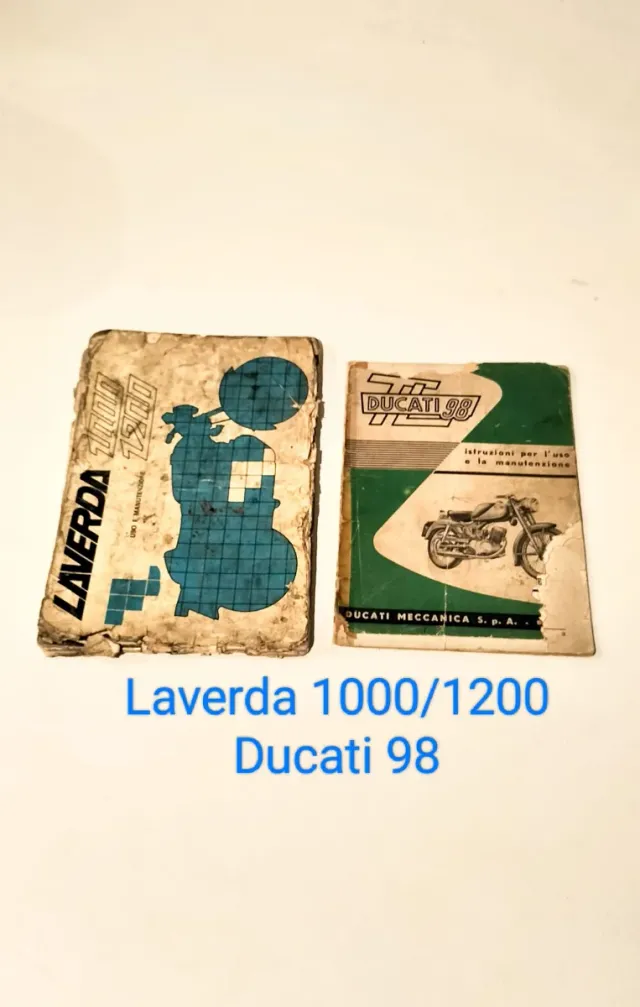 LAVERDA
1000
1200
USO E MANUTENZIONE
TL
DUCATI 98
istruzioni per l'uso
e la manutenzione
DUCATI MECCANICA S. p. A. -
Laverda 1000/1200
Ducati 98